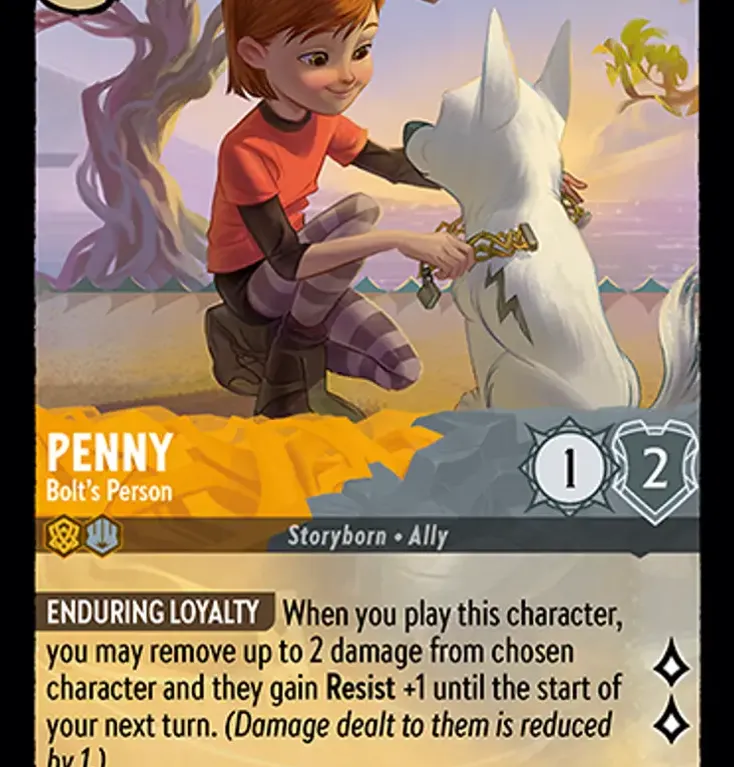 PENNY
Bolt's Person
1
2
Storyborn • Ally
ENDURING LOYALTY When you play this character,
you may remove up to 2 damage from chosen
character and they gain Resist +1 until the start of
your next turn. (Damage dealt to them is reduced
by 1.)